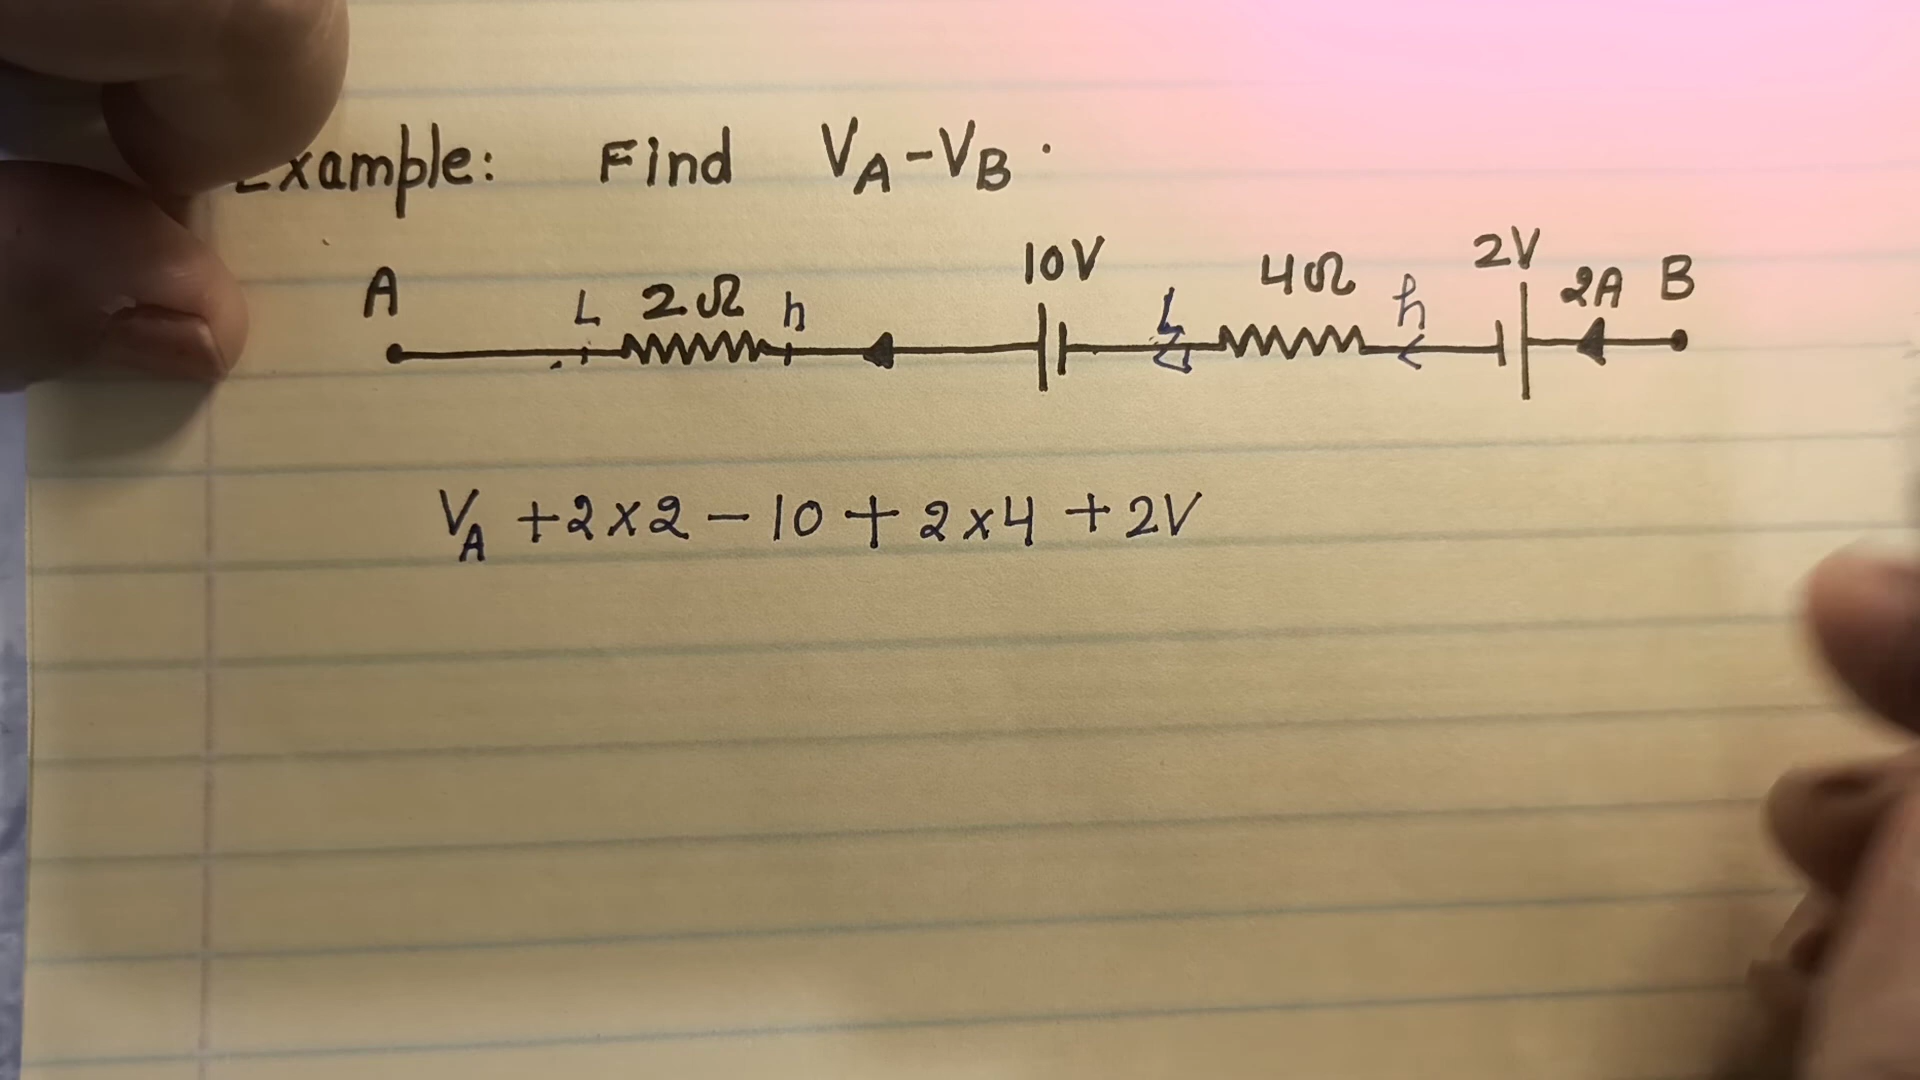 Example: Find VA-VB.
10V 4Ω 2V 2A B
A L 2Ω h L h
VA +2×2 - 10 + 2×4 + 2V